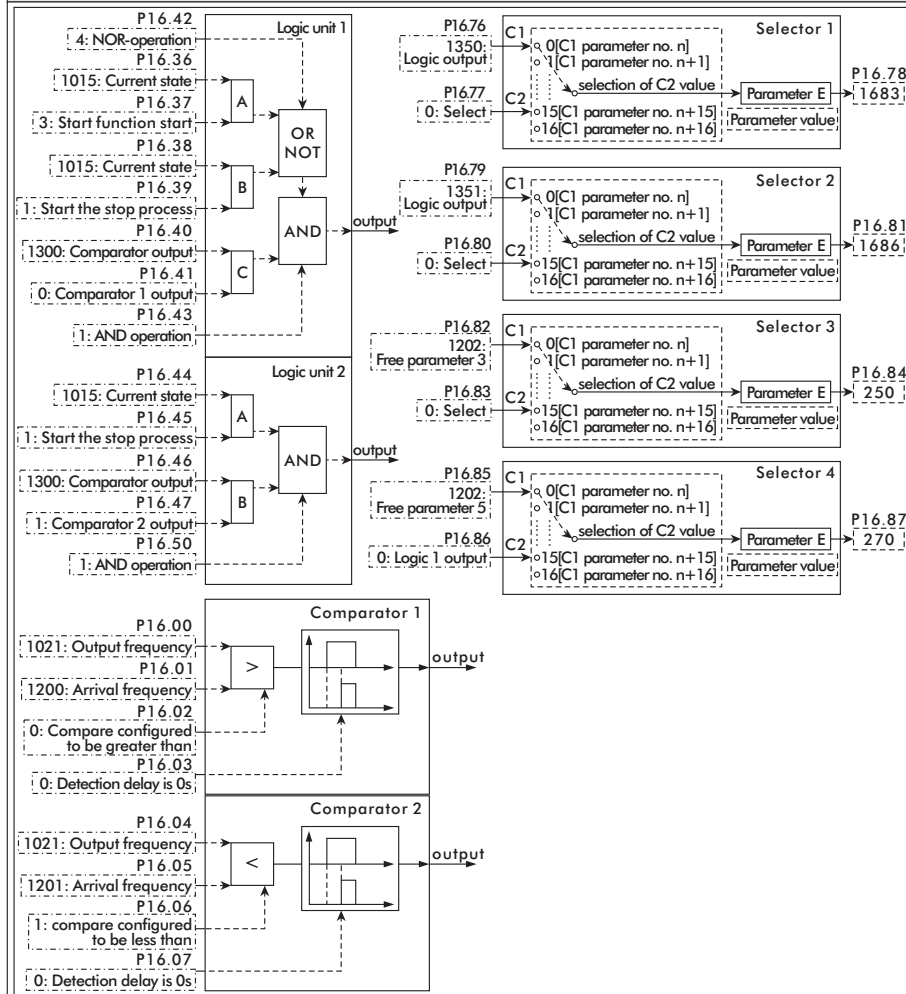 P16.42
4: NOR-operation
P16.36
1015: Current state
P16.37
3: Start function start
P16.38
1015: Current state
P16.39
1: Start the stop process
P16.40
1300: Comparator output
P16.41
0: Comparator 1 output
P16.43
1: AND operation
Logic unit 1
A
B
C
OR
NOT
AND
output
P16.44
1015: Current state
P16.45
1: Start the stop process
P16.46
1300: Comparator output
P16.47
1: Comparator 2 output
P16.50
1: AND operation
Logic unit 2
A
B
AND
output
P16.76
1350:
Logic output
P16.77
0: Select
C1
C2
Selector 1
0[C1 parameter no. n]
1[C1 parameter no. n+1]
selection of C2 value
15[C1 parameter no. n+15]
16[C1 parameter no. n+16]
Parameter E
Parameter value
P16.78
1683
P16.79
1351:
Logic output
P16.80
0: Select
C1
C2
Selector 2
0[C1 parameter no. n]
1[C1 parameter no. n+1]
selection of C2 value
15[C1 parameter no. n+15]
16[C1 parameter no. n+16]
Parameter E
Parameter value
P16.81
1686
P16.82
1202:
Free parameter 3
P16.83
0: Select
C1
C2
Selector 3
0[C1 parameter no. n]
1[C1 parameter no. n+1]
selection of C2 value
15[C1 parameter no. n+15]
16[C1 parameter no. n+16]
Parameter E
Parameter value
P16.84
250
P16.85
1202:
Free parameter 5
P16.86
0: Logic 1 output
C1
C2
Selector 4
0[C1 parameter no. n]
1[C1 parameter no. n+1]
selection of C2 value
15[C1 parameter no. n+15]
16[C1 parameter no. n+16]
Parameter E
Parameter value
P16.87
270
P16.00
1021: Output frequency
P16.01
1200: Arrival frequency
P16.02
0: Compare configured
to be greater than
P16.03
0: Detection delay is 0s
Comparator 1
>
output
P16.04
1021: Output frequency
P16.05
1201: Arrival frequency
P16.06
1: compare configured
to be less than
P16.07
0: Detection delay is 0s
Comparator 2
<
output